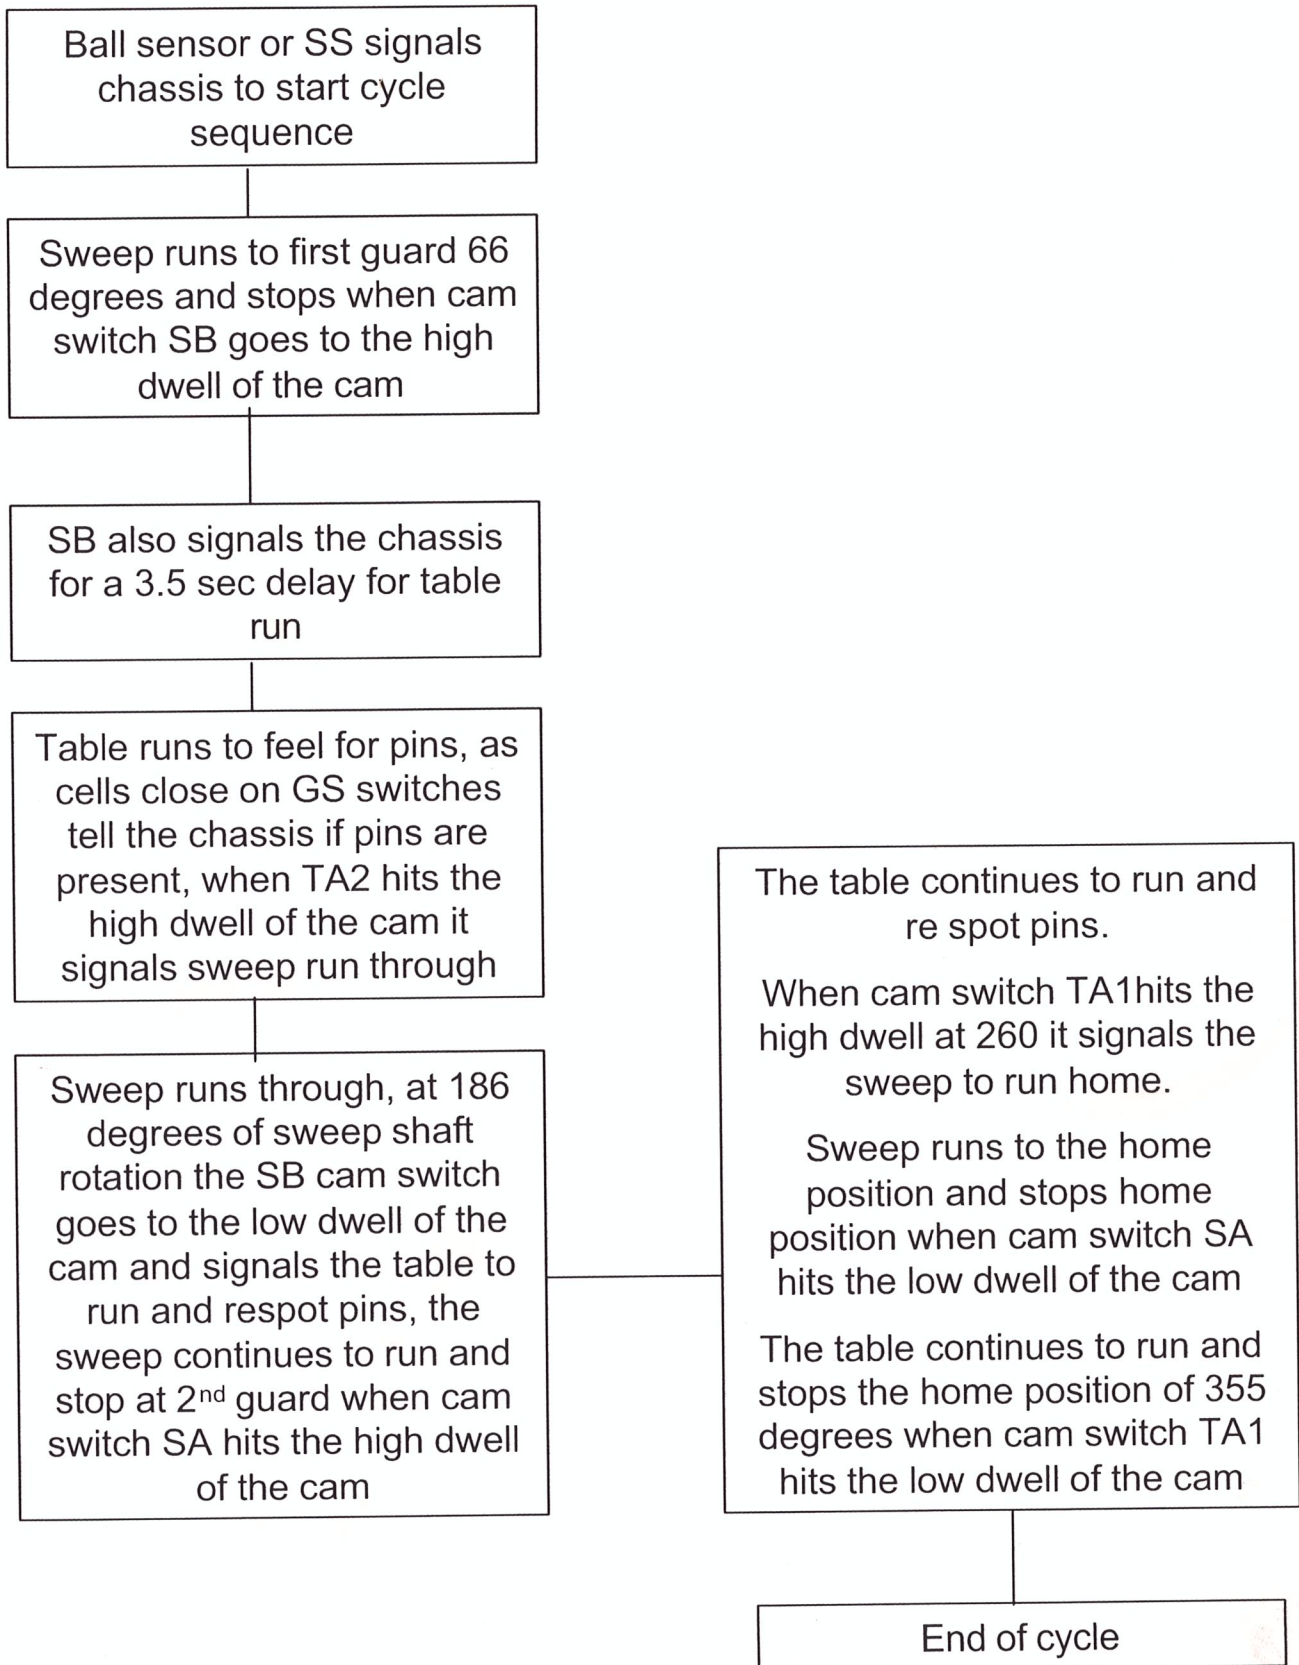 Ball sensor or SS signals
chassis to start cycle
sequence
Sweep runs to first guard 66
degrees and stops when cam
switch SB goes to the high
dwell of the cam
SB also signals the chassis
for a 3.5 sec delay for table
run
Table runs to feel for pins, as
cells close on GS switches
tell the chassis if pins are
present, when TA2 hits the
high dwell of the cam it
signals sweep run through
Sweep runs through, at 186
degrees of sweep shaft
rotation the SB cam switch
goes to the low dwell of the
cam and signals the table to
run and respot pins, the
sweep continues to run and
stop at 2nd guard when cam
switch SA hits the high dwell
of the cam
The table continues to run and
re spot pins.
When cam switch TA1hits the
high dwell at 260 it signals the
sweep to run home.
Sweep runs to the home
position and stops home
position when cam switch SA
hits the low dwell of the cam
The table continues to run and
stops the home position of 355
degrees when cam switch TA1
hits the low dwell of the cam
End of cycle